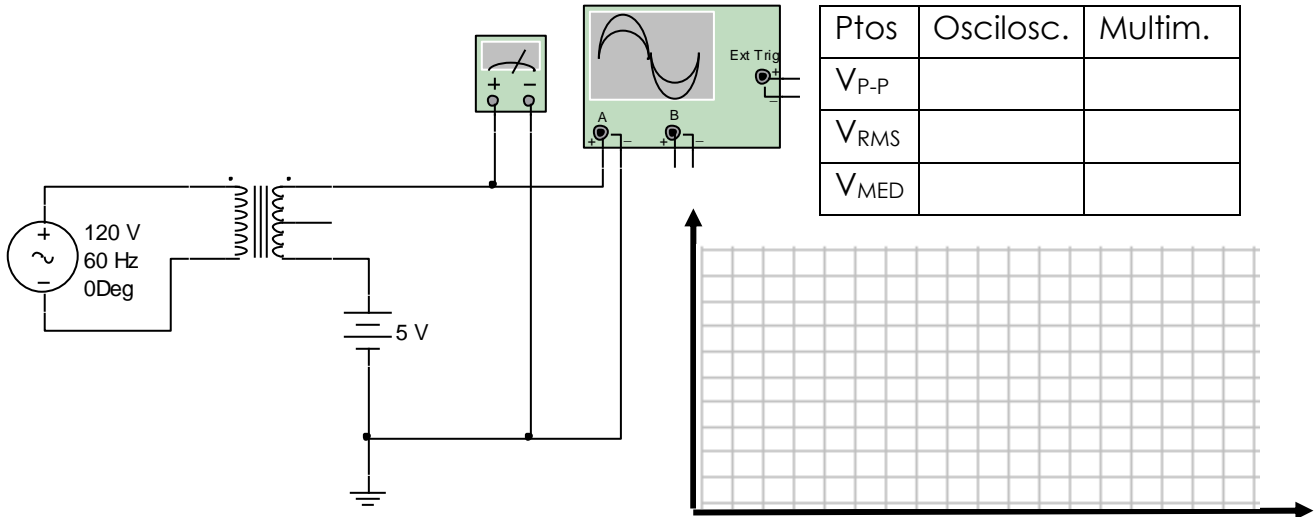 120 V
60 Hz
0Deg
5 V
+ −
Ext Trig
+
−
A
B
+ −
+ −
+
−
Ptos Oscilosc. Multim.
VP-P
VRMS
VMED